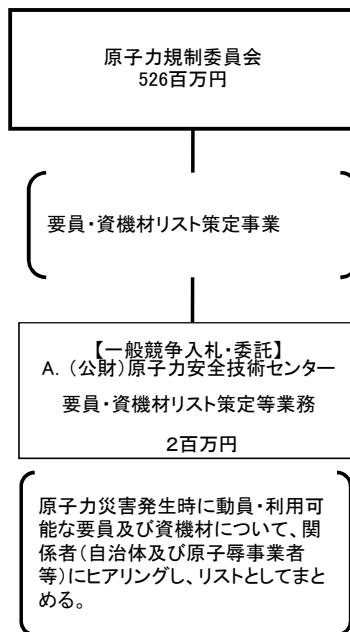 原子力規制委員会
526百万円
要員・資機材リスト策定事業
【一般競争入札・委託】
A. (公財)原子力安全技術センター
要員・資機材リスト策定等業務
2百万円
原子力災害発生時に動員・利用可
能な要員及び資機材について、関
係者(自治体及び原子辱事業者
等)にヒアリングし、リストとしてまと
める。